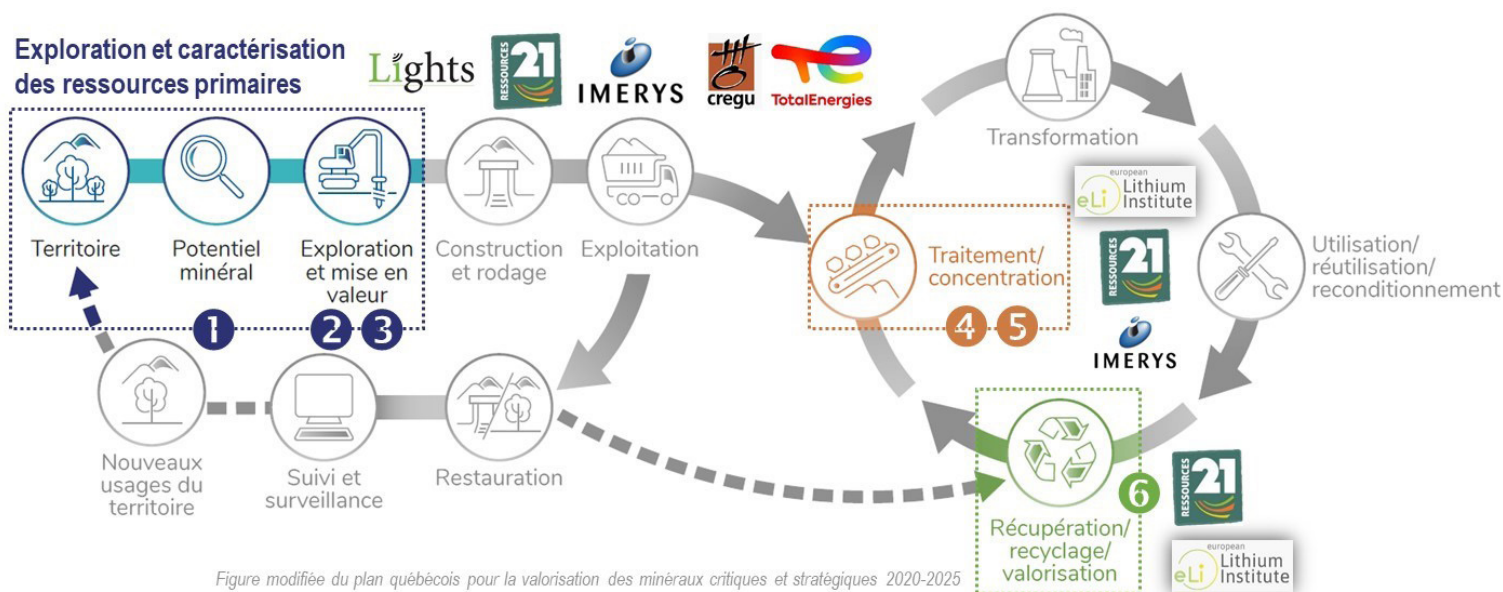 Exploration et caractérisation
des ressources primaires
Lights
RESSOURCES
21
IMERYS
cregu
TotalEnergies
Transformation
european
eLi
Lithium
Institute
Territoire
Potentiel
minéral
Exploration
et mise en
valeur
Construction
et rodage
Exploitation
Traitement/
concentration
RESSOURCES
21
Utilisation/
réutilisation/
reconditionnement
1
2
3
4
5
IMERYS
Nouveaux
usages du
territoire
Suivi et
surveillance
Restauration
6
RESSOURCES
21
Récupération/
recyclage/
valorisation
european
eLi
Lithium
Institute
Figure modifiée du plan québécois pour la valorisation des minéraux critiques et stratégiques 2020-2025